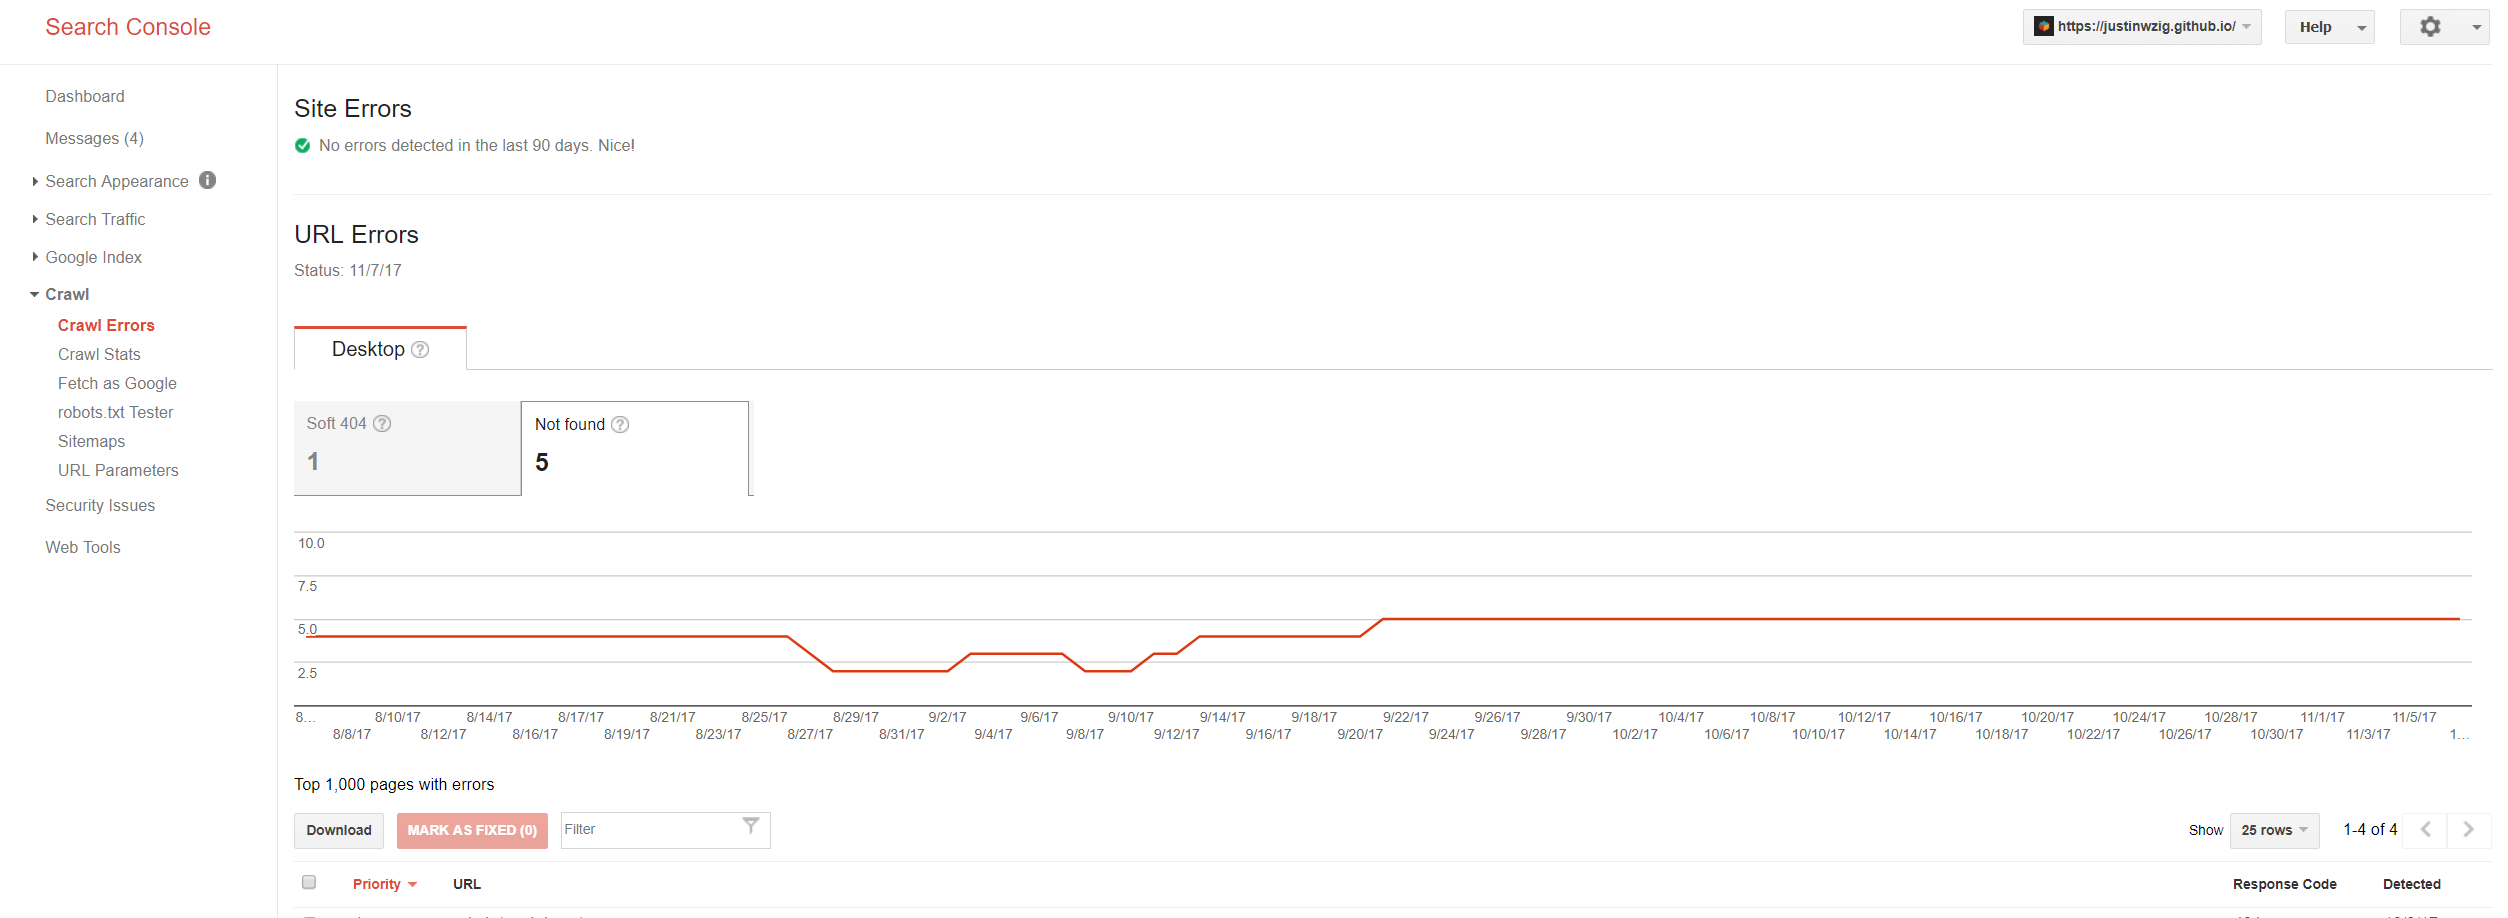 Search Console
https://justinwzig.github.io/
Help
Dashboard
Messages (4)
Search Appearance
Search Traffic
Google Index
Crawl
Crawl Errors
Crawl Stats
Fetch as Google
robots.txt Tester
Sitemaps
URL Parameters
Security Issues
Web Tools
Site Errors
No errors detected in the last 90 days. Nice!
URL Errors
Status: 11/7/17
Desktop
Soft 404
1
Not found
5
10.0
7.5
5.0
2.5
8... 8/10/17 8/14/17 8/17/17 8/21/17 8/25/17 8/29/17 9/2/17 9/6/17 9/10/17 9/14/17 9/18/17 9/22/17 9/26/17 9/30/17 10/4/17 10/8/17 10/12/17 10/16/17 10/20/17 10/24/17 10/28/17 11/1/17 11/5/17
8/8/17 8/12/17 8/16/17 8/19/17 8/23/17 8/27/17 8/31/17 9/4/17 9/8/17 9/12/17 9/16/17 9/20/17 9/24/17 9/28/17 10/2/17 10/6/17 10/10/17 10/14/17 10/18/17 10/22/17 10/26/17 10/30/17 11/3/17 1...
Top 1,000 pages with errors
Download MARK AS FIXED (0) Filter Show 25 rows 1-4 of 4
Priority URL Response Code Detected